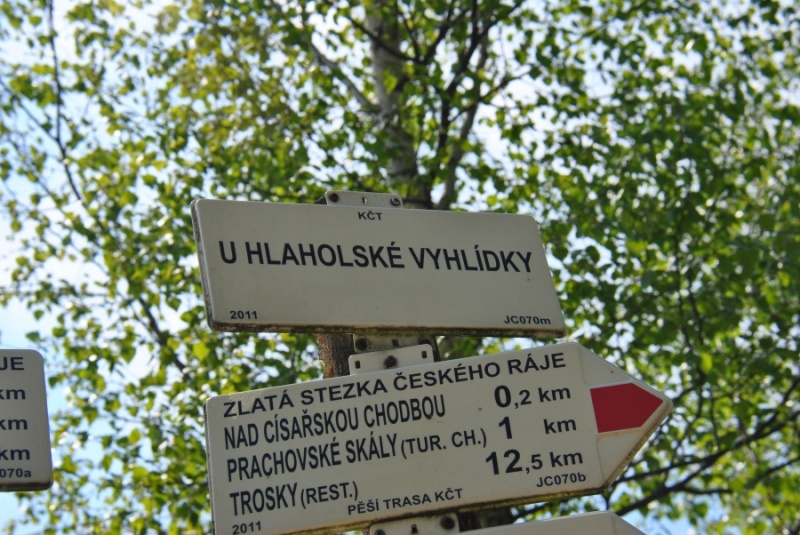 KČT
U HLAHOLSKÉ VYHLÍDKY
2011 JC070m
ZLATÁ STEZKA ČESKÉHO RÁJE
NAD CÍSAŘSKOU CHODBOU 0,2 km
PRACHOVSKÉ SKÁLY (TUR. CH.) 1 km
TROSKY (REST.) 12,5 km
2011 PĚŠÍ TRASA KČT JC070b
JE
km
km
km
070a